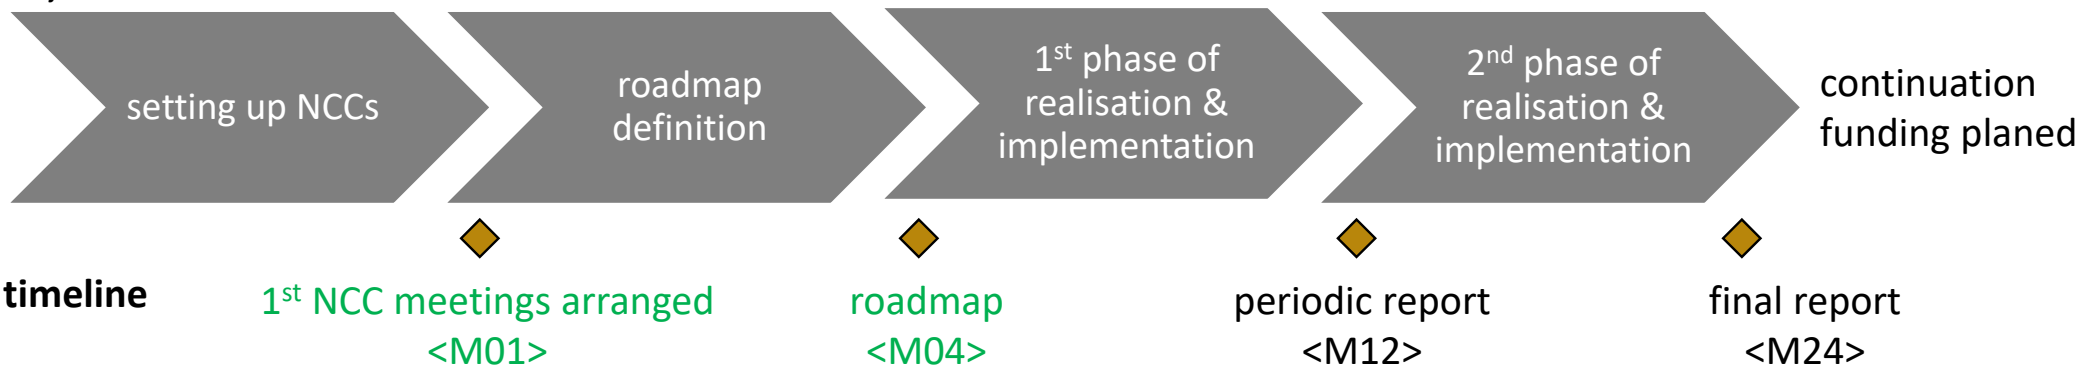 setting up NCCs
roadmap
definition
1st phase of
realisation &
implementation
2nd phase of
realisation &
implementation
continuation
funding planed
timeline
1st NCC meetings arranged
<M01>
roadmap
<M04>
periodic report
<M12>
final report
<M24>